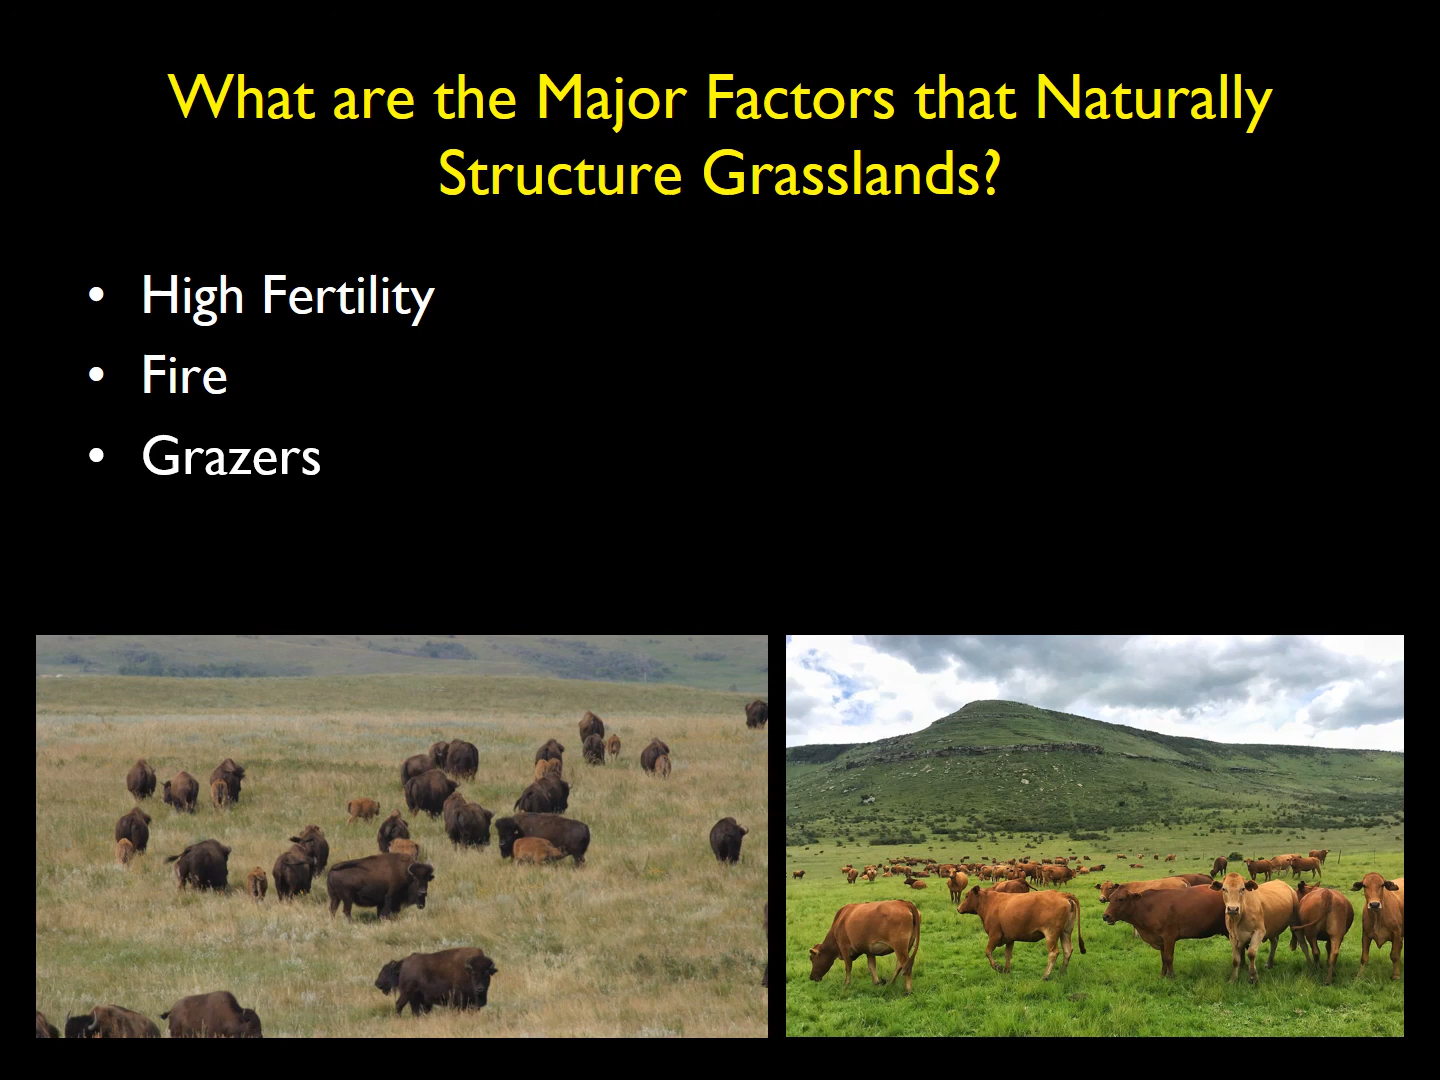 What are the Major Factors that Naturally
Structure Grasslands?
• High Fertility
• Fire
• Grazers